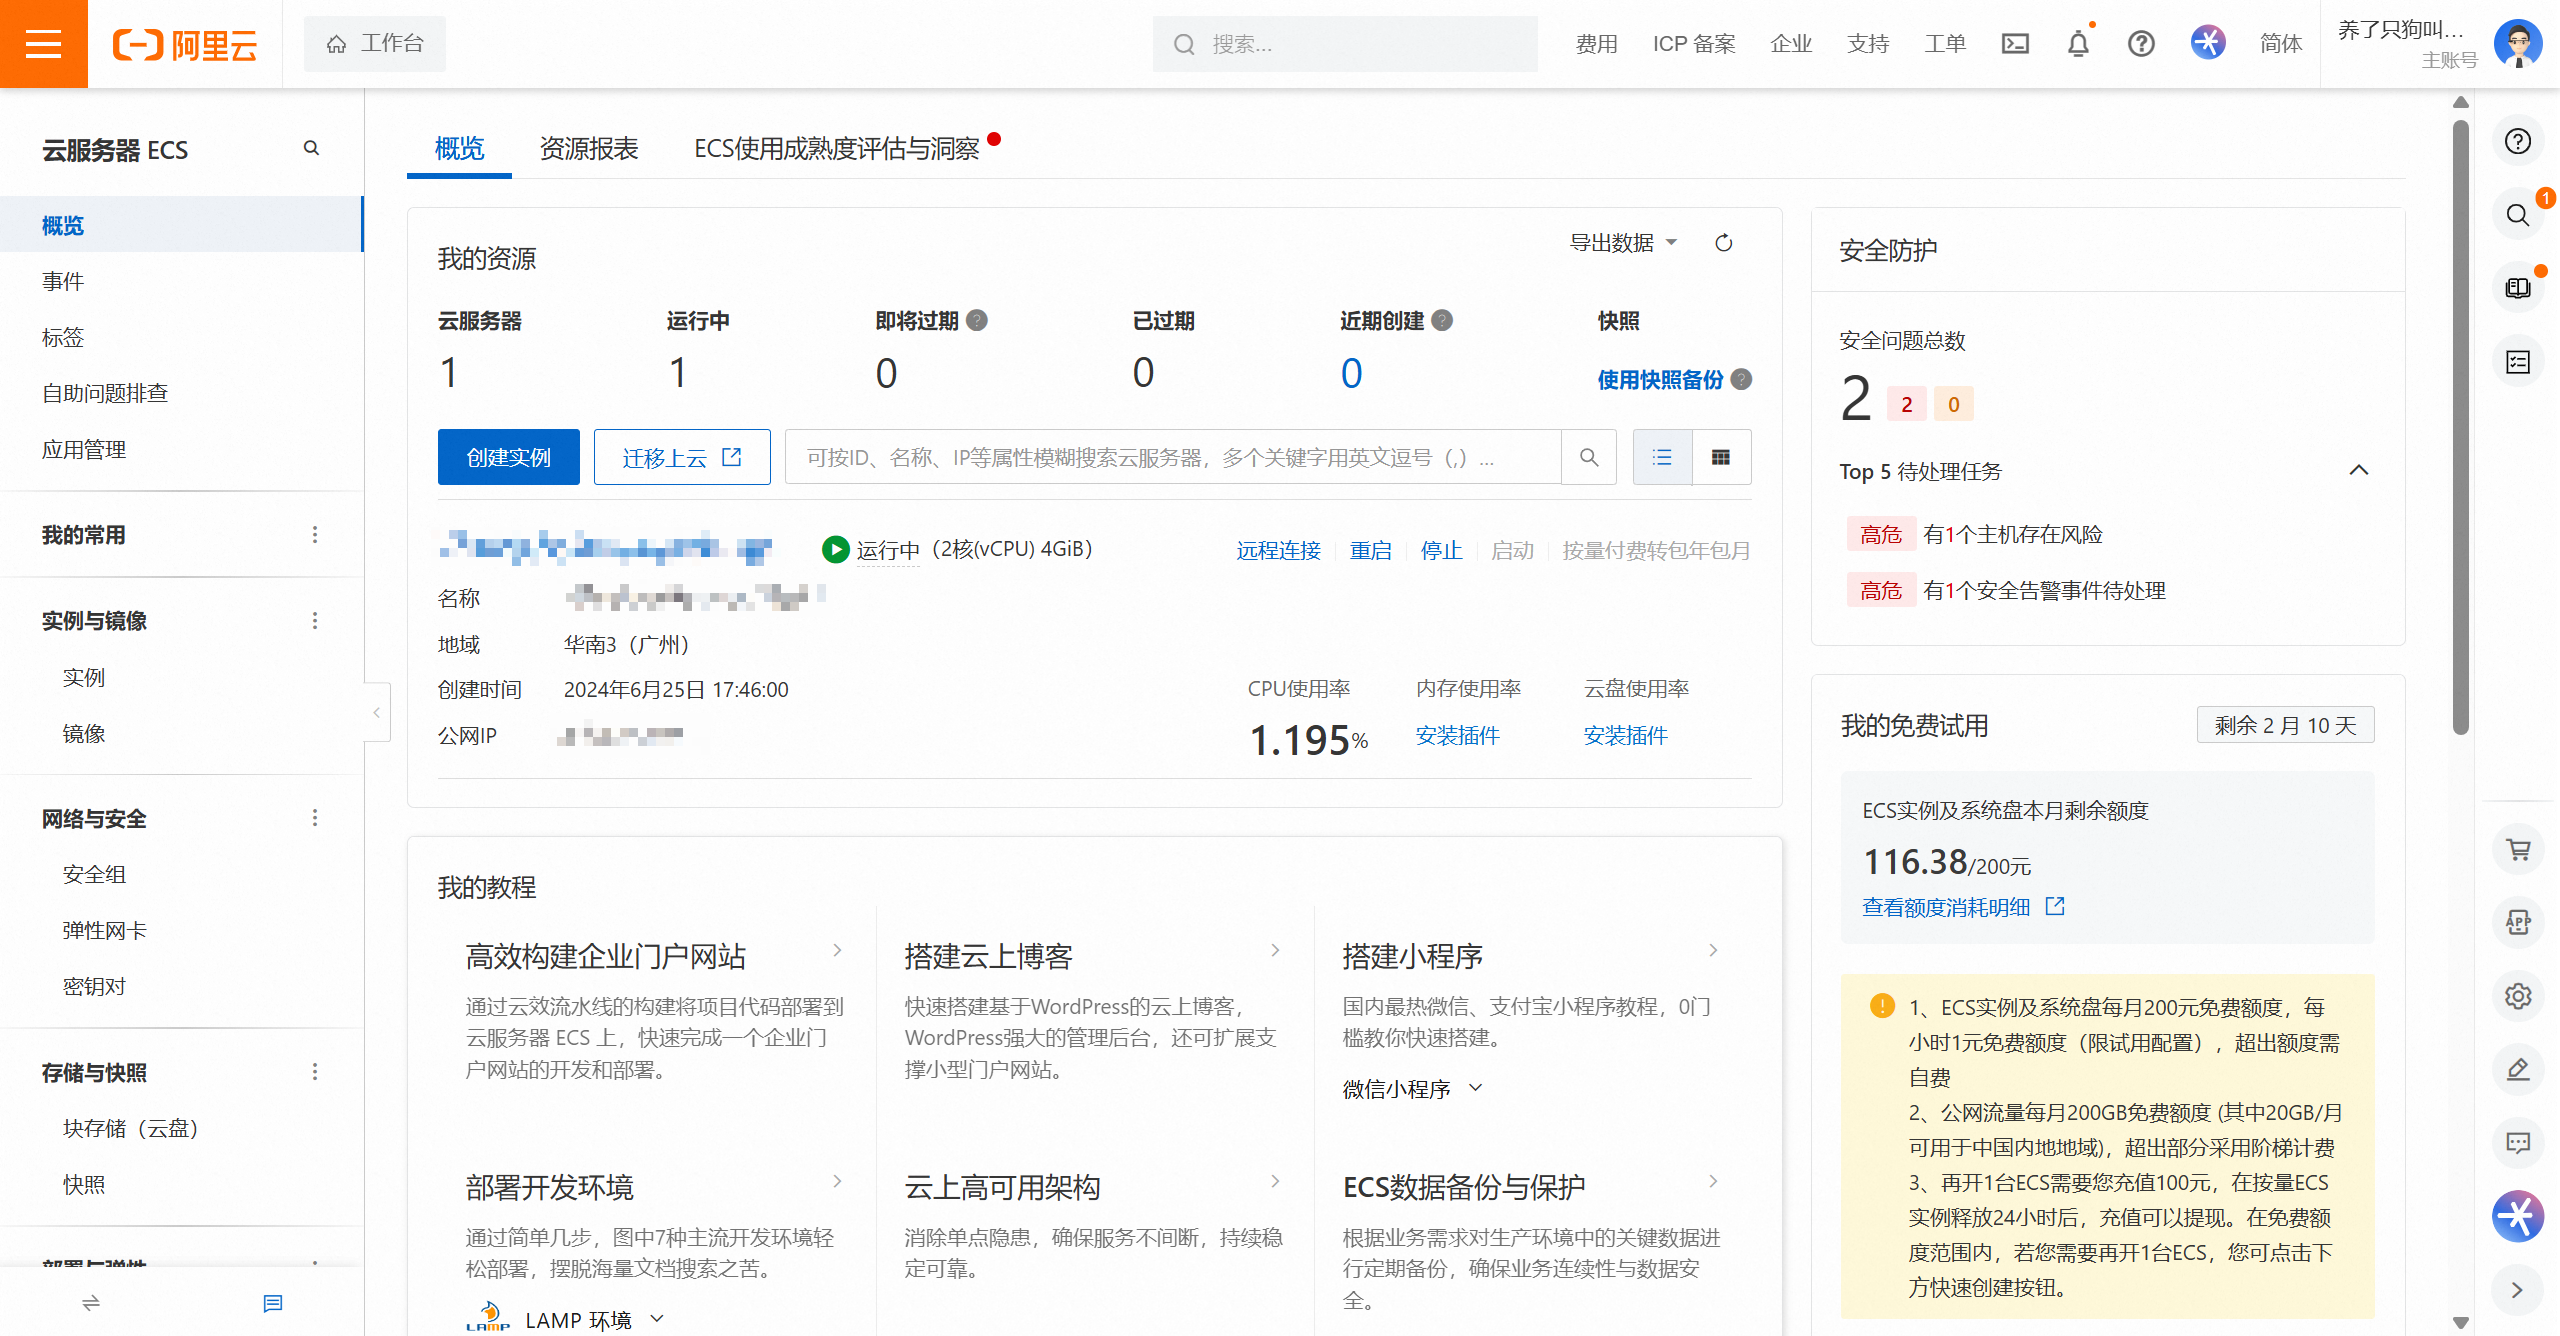 阿里云
工作台
搜索...
费用
ICP 备案
企业
支持
工单
简体
养了只狗叫...
主账号
云服务器 ECS
概览
事件
标签
自助问题排查
应用管理
我的常用
实例与镜像
实例
镜像
网络与安全
安全组
弹性网卡
密钥对
存储与快照
块存储（云盘）
快照
部署与弹性
概览
资源报表
ECS使用成熟度评估与洞察
我的资源
导出数据
云服务器
运行中
即将过期
已过期
近期创建
快照
1
1
0
0
0
使用快照备份
创建实例
迁移上云
可按ID、名称、IP等属性模糊搜索云服务器，多个关键字用英文逗号（,）...
运行中（2核(vCPU) 4GiB）
远程连接
重启
停止
启动
按量付费转包年包月
名称
地域
华南3（广州）
创建时间
2024年6月25日 17:46:00
公网IP
CPU使用率
内存使用率
云盘使用率
1.195%
安装插件
安装插件
我的教程
高效构建企业门户网站
通过云效流水线的构建将项目代码部署到
云服务器 ECS 上，快速完成一个企业门
户网站的开发和部署。
搭建云上博客
快速搭建基于WordPress的云上博客，
WordPress强大的管理后台，还可扩展支
撑小型门户网站。
搭建小程序
国内最热微信、支付宝小程序教程，0门
槛教你快速搭建。
微信小程序
部署开发环境
通过简单几步，图中7种主流开发环境轻
松部署，摆脱海量文档搜索之苦。
LAMP
LAMP 环境
云上高可用架构
消除单点隐患，确保服务不间断，持续稳
定可靠。
ECS数据备份与保护
根据业务需求对生产环境中的关键数据进
行定期备份，确保业务连续性与数据安
全。
安全防护
安全问题总数
2
2
0
Top 5 待处理任务
高危
有1个主机存在风险
高危
有1个安全告警事件待处理
我的免费试用
剩余 2 月 10 天
ECS实例及系统盘本月剩余额度
116.38/200元
查看额度消耗明细
1、ECS实例及系统盘每月200元免费额度，每
小时1元免费额度（限试用配置），超出额度需
自费
2、公网流量每月200GB免费额度 (其中20GB/月
可用于中国内地地域)，超出部分采用阶梯计费
3、再开1台ECS需要您充值100元，在按量ECS
实例释放24小时后，充值可以提现。在免费额
度范围内，若您需要再开1台ECS，您可点击下
方快速创建按钮。
1
APP